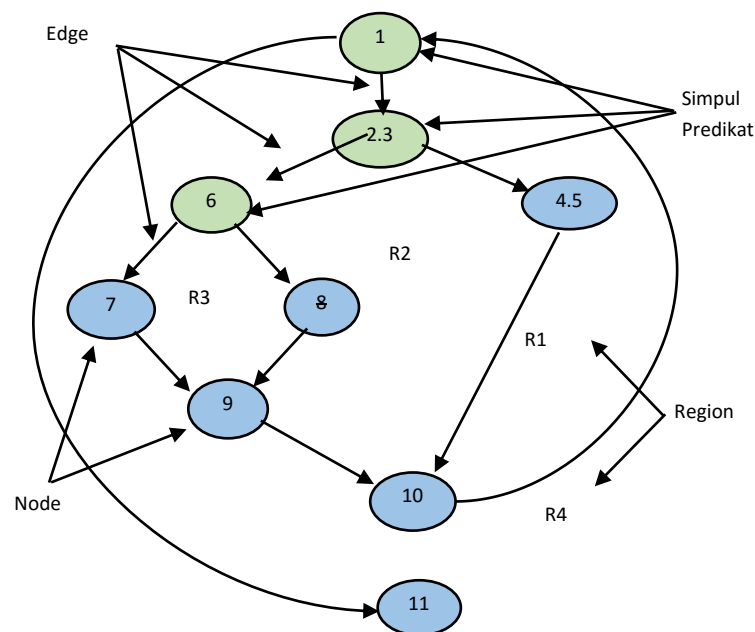 1
Edge
Simpul
Predikat
2.3
6
4.5
R2
7
R3
8
R1
9
Region
10
Node
R4
11